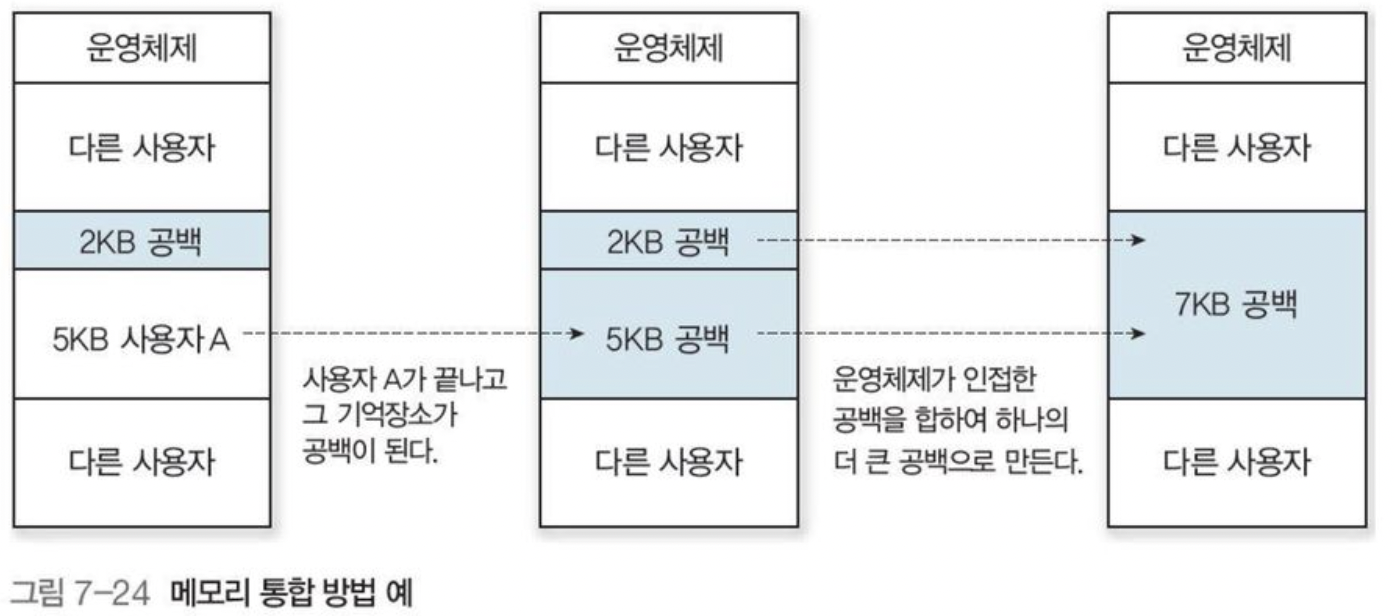 운영체제
다른 사용자
2KB 공백
5KB 사용자 A
다른 사용자
사용자 A가 끝나고
그 기억장소가
공백이 된다.
운영체제
다른 사용자
2KB 공백
5KB 공백
다른 사용자
운영체제가 인접한
공백을 합하여 하나의
더 큰 공백으로 만든다.
운영체제
다른 사용자
7KB 공백
다른 사용자
그림 7-24 메모리 통합 방법 예